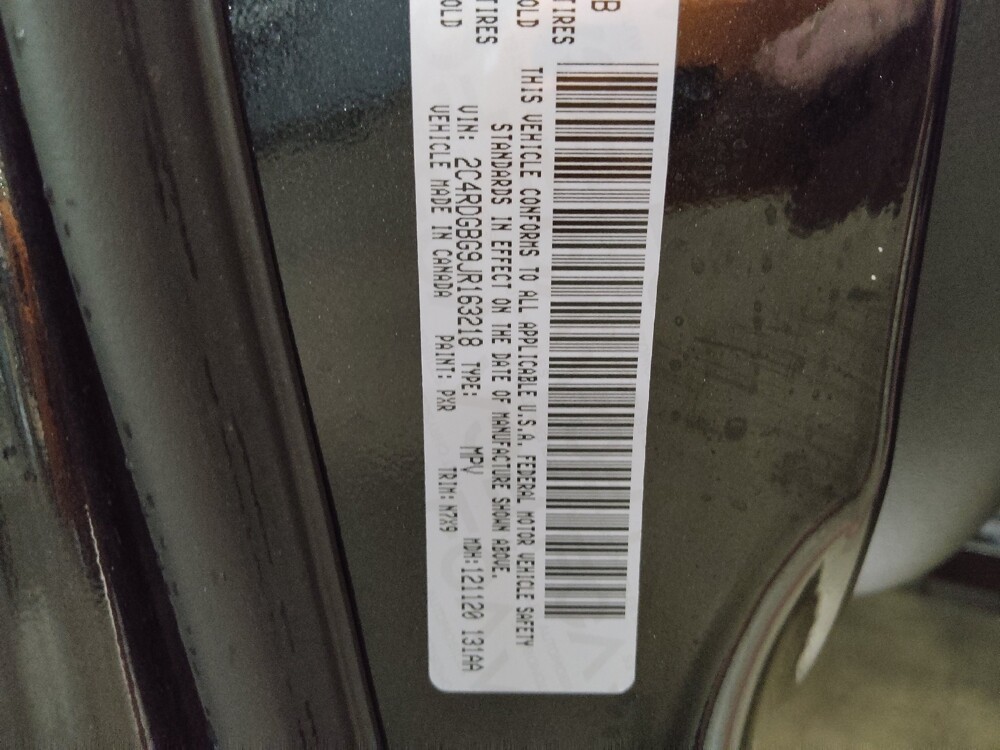 B
TIRES
OLD
TIRES
OLD
THIS VEHICLE CONFORMS TO ALL APPLICABLE U.S.A. FEDERAL MOTOR VEHICLE SAFETY
STANDARDS IN EFFECT ON THE DATE OF MANUFACTURE SHOWN ABOVE.
VIN: 2C4RDGBG9JR163218 TYPE: MPV MDH:121120 131AA
VEHICLE MADE IN CANADA PAINT: PXR TRIM: N7X9